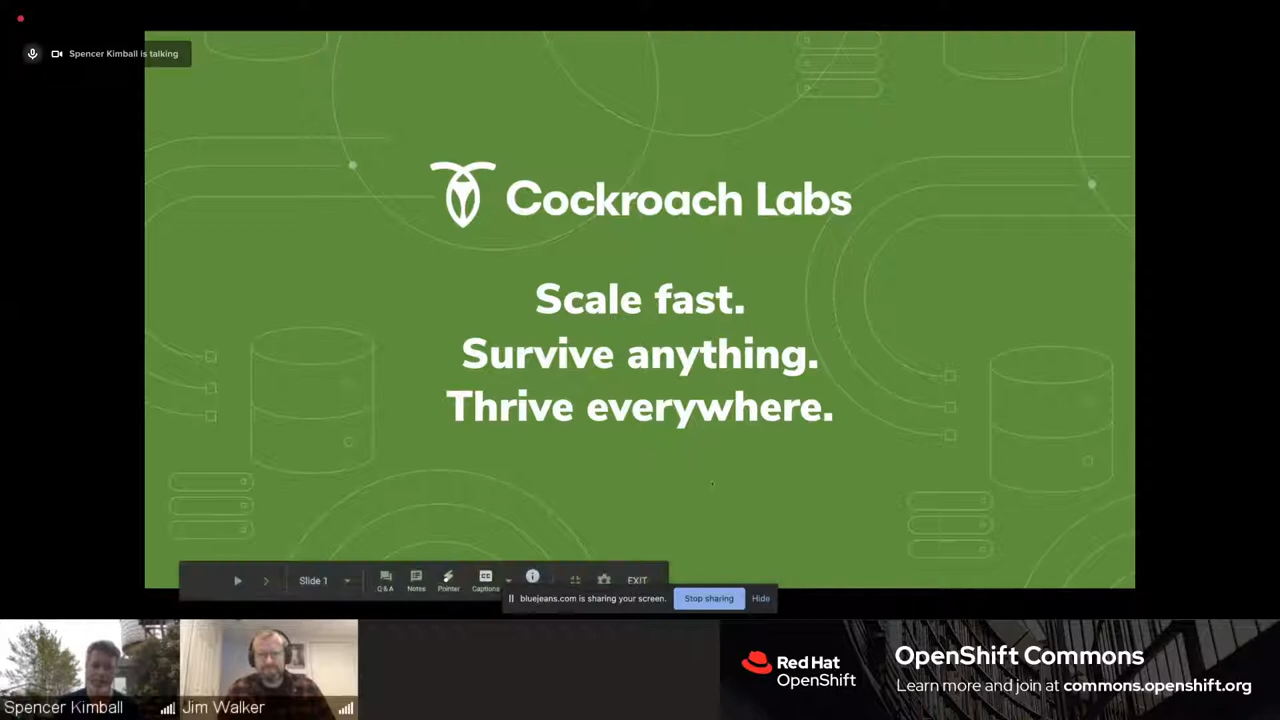 Spencer Kimball is talking
Cockroach Labs
Scale fast.
Survive anything.
Thrive everywhere.
Slide 1
Q&A
Notes
Pointer
Captions
EXIT
bluejeans.com is sharing your screen.
Stop sharing
Hide
Spencer Kimball
Jim Walker
Red Hat
OpenShift
OpenShift Commons
Learn more and join at commons.openshift.org